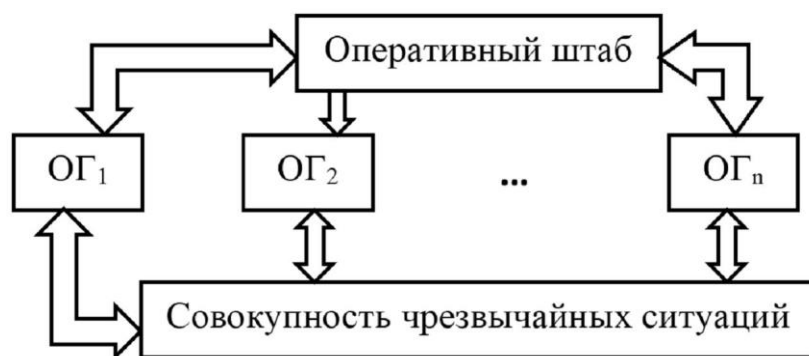 Оперативный штаб
ОГ₁ ОГ₂ ... ОГₙ
Совокупность чрезвычайных ситуаций